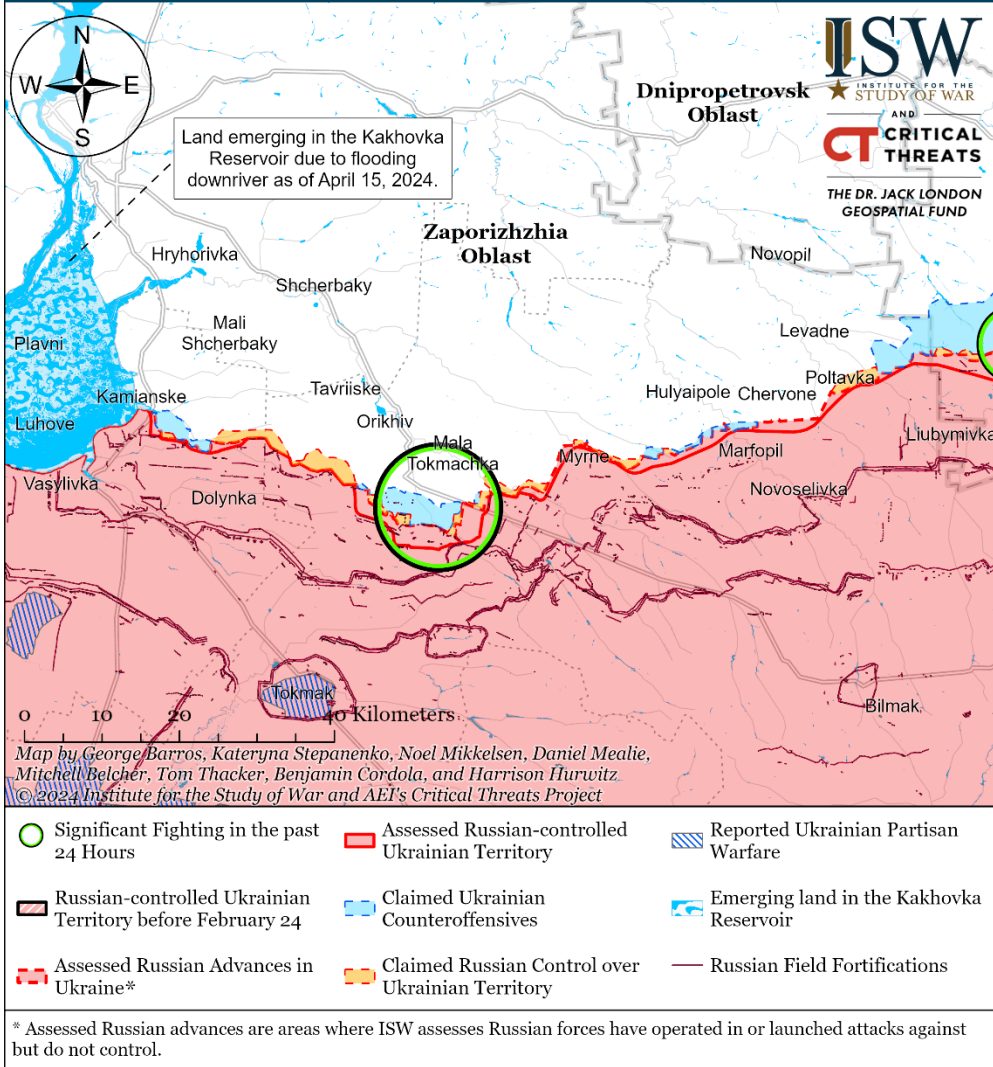 N
W
E
S
ISW
INSTITUTE FOR THE
STUDY OF WAR
AND
CT CRITICAL
THREATS
THE DR. JACK LONDON
GEOSPATIAL FUND
Dnipropetrovsk
Oblast
Land emerging in the Kakhovka
Reservoir due to flooding
downriver as of April 15, 2024.
Zaporizhzhia
Oblast
Hryhorivka
Novopil
Shcherbaky
Mali
Shcherbaky
Levadne
Plavni
Tavriiske
Poltavka
Kamianske
Hulyaipole
Chervone
Orikhiv
Luhove
Mala
Tokmachka
Liubymivka
Myrne
Marfopil
Vasylivka
Dolynka
Novoselivka
Tokmak
Bilmak
0 10 20 40 Kilometers
Map by George Barros, Kateryna Stepanenko, Noel Mikkelsen, Daniel Mealie,
Mitchell Belcher, Tom Thacker, Benjamin Cordola, and Harrison Hurwitz
© 2024 Institute for the Study of War and AEI's Critical Threats Project
Significant Fighting in the past
24 Hours
Assessed Russian-controlled
Ukrainian Territory
Reported Ukrainian Partisan
Warfare
Russian-controlled Ukrainian
Territory before February 24
Claimed Ukrainian
Counteroffensives
Emerging land in the Kakhovka
Reservoir
Assessed Russian Advances in
Ukraine*
Claimed Russian Control over
Ukrainian Territory
Russian Field Fortifications
* Assessed Russian advances are areas where ISW assesses Russian forces have operated in or launched attacks against
but do not control.